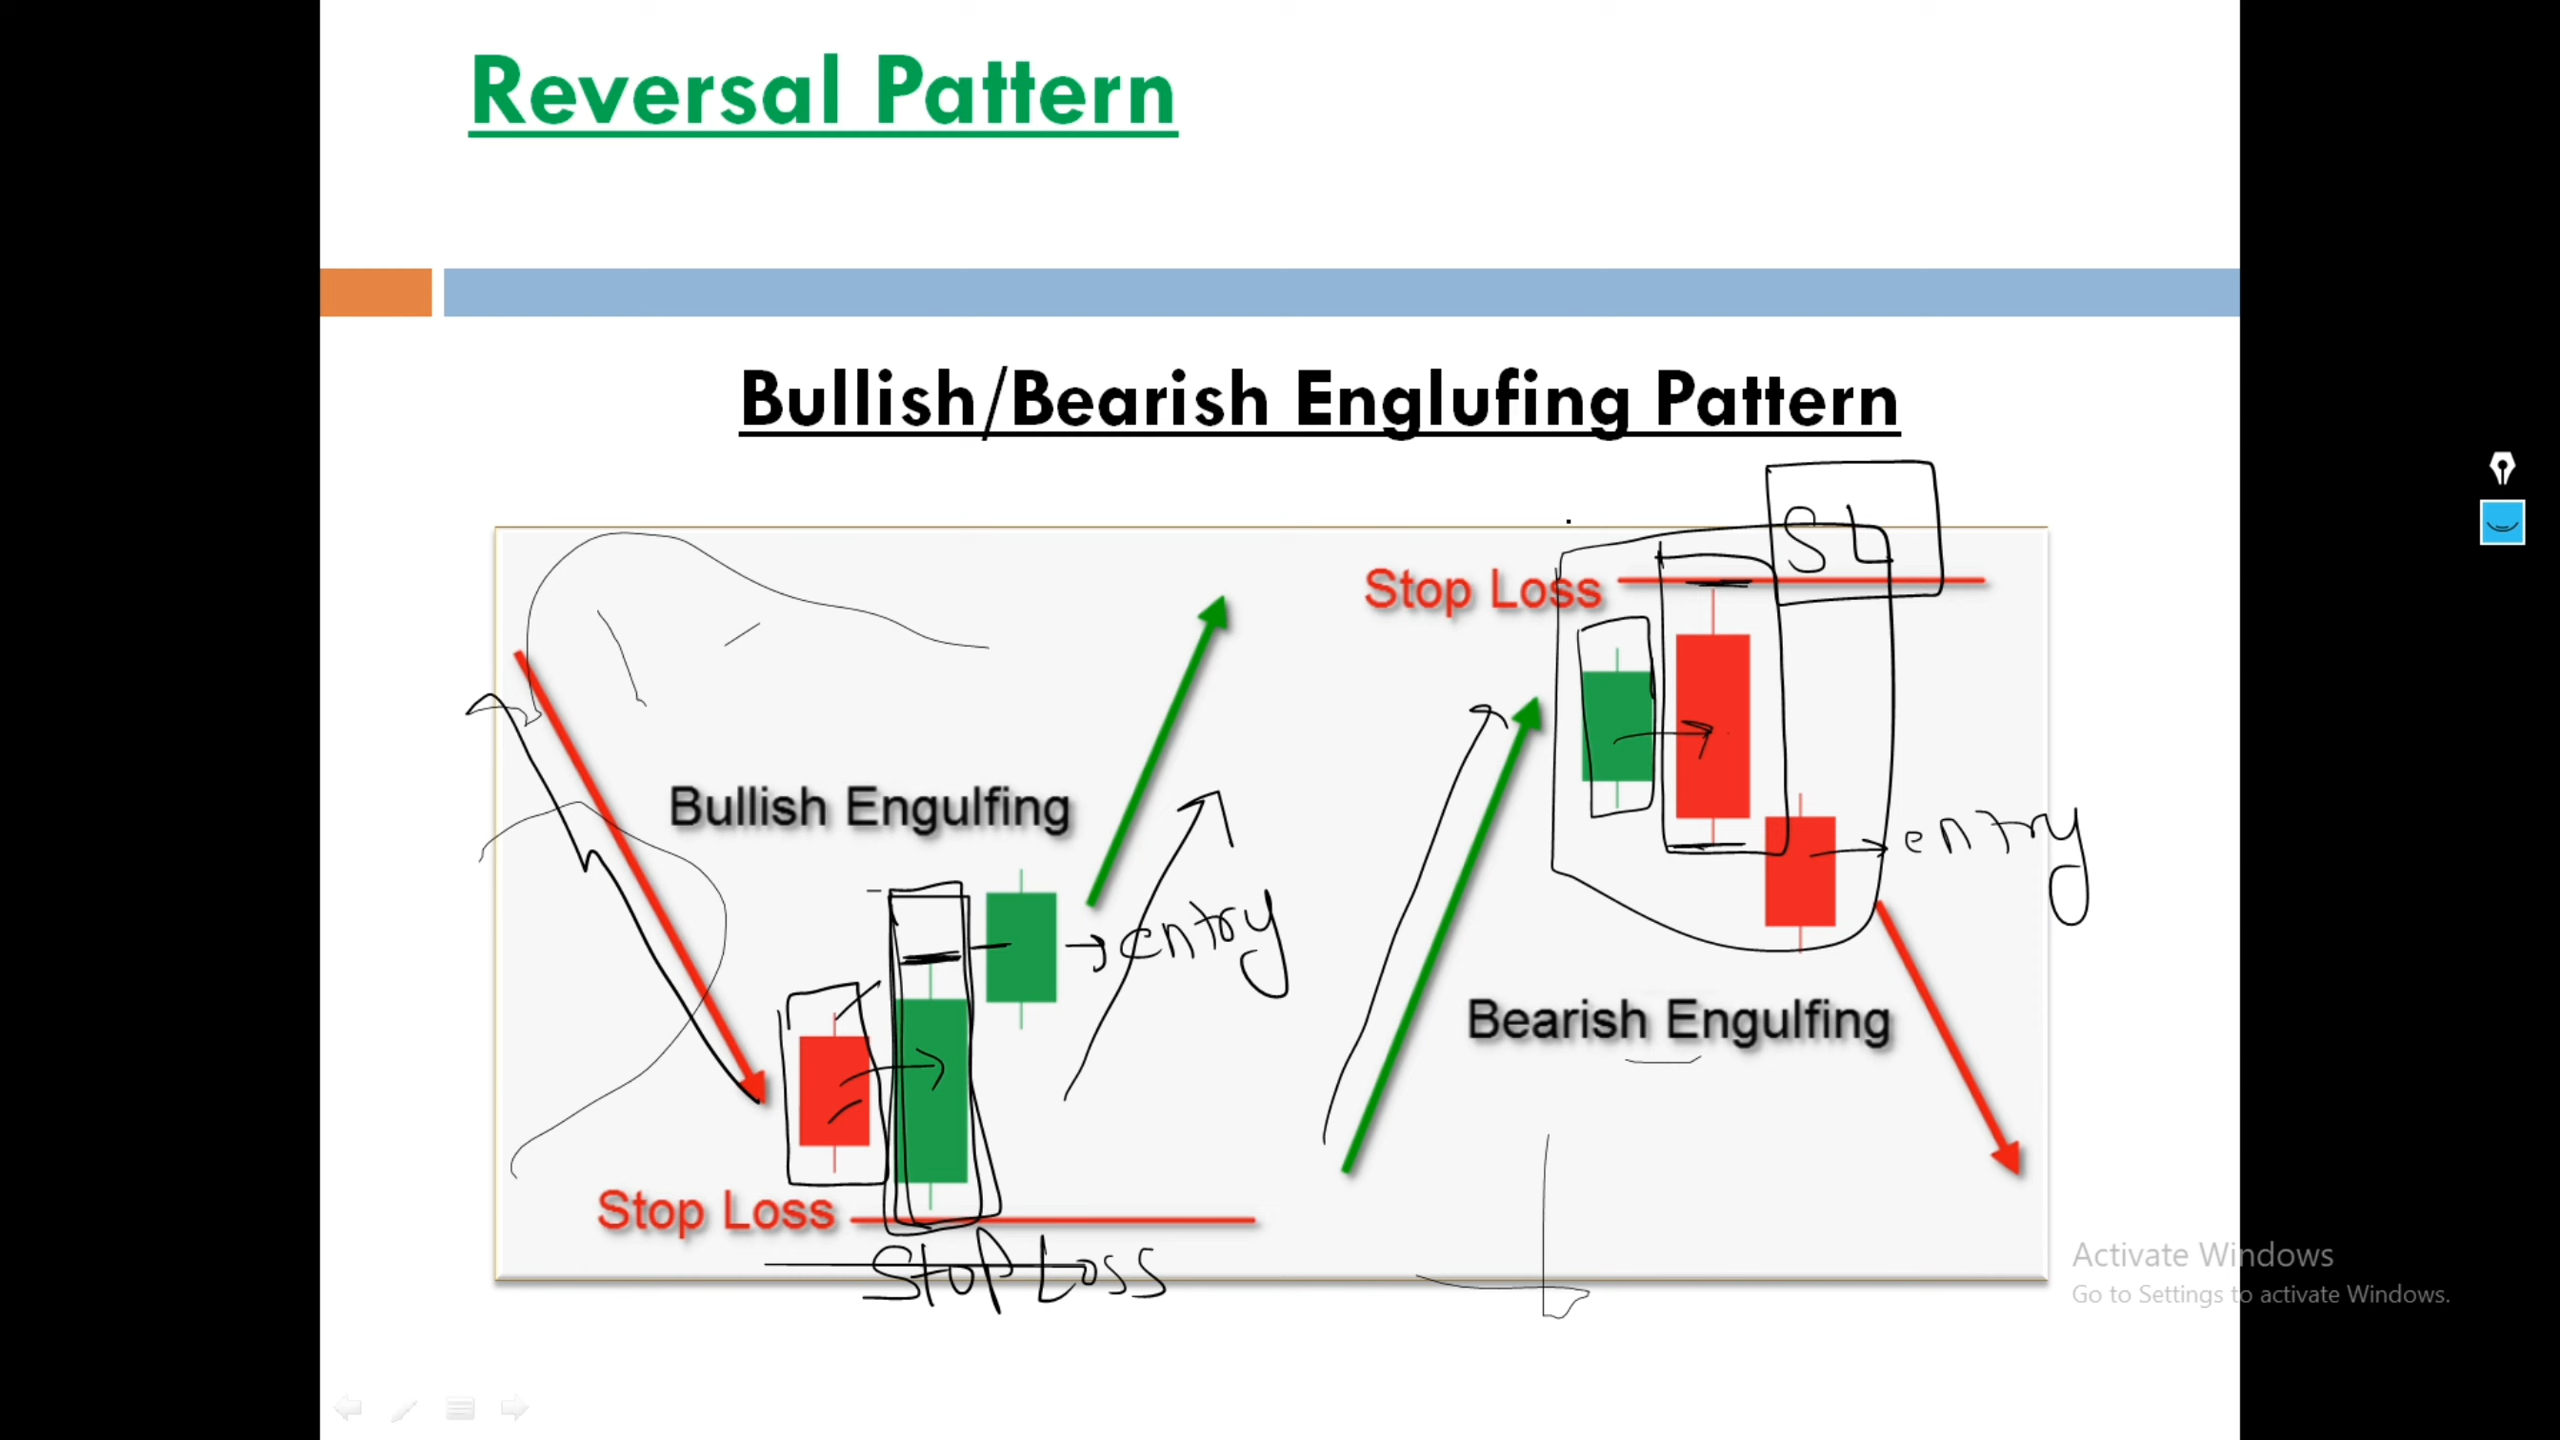 Reversal Pattern
Bullish/Bearish Englufing Pattern
SL
Stop Loss
Bullish Engulfing
entry
entry
Bearish Engulfing
Stop Loss
Stop Loss
Activate Windows
Go to Settings to activate Windows.